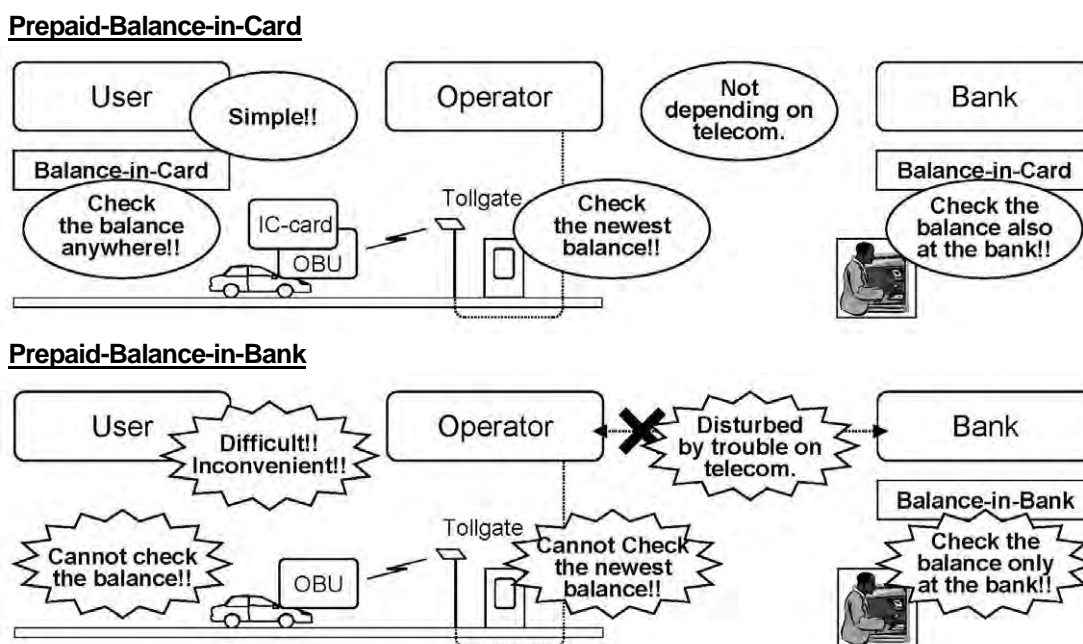 Prepaid-Balance-in-Card
User
Simple!!
Operator
Not
depending on
telecom.
Bank
Balance-in-Card
Balance-in-Card
Check
the balance
anywhere!!
IC-card
OBU
Tollgate
Check
the newest
balance!!
Check the
balance also
at the bank!!
Prepaid-Balance-in-Bank
User
Difficult!!
Inconvenient!!
Operator
Disturbed
by trouble on
telecom.
Bank
Balance-in-Bank
Cannot check
the balance!!
OBU
Tollgate
Cannot Check
the newest
balance!!
Check the
balance only
at the bank!!